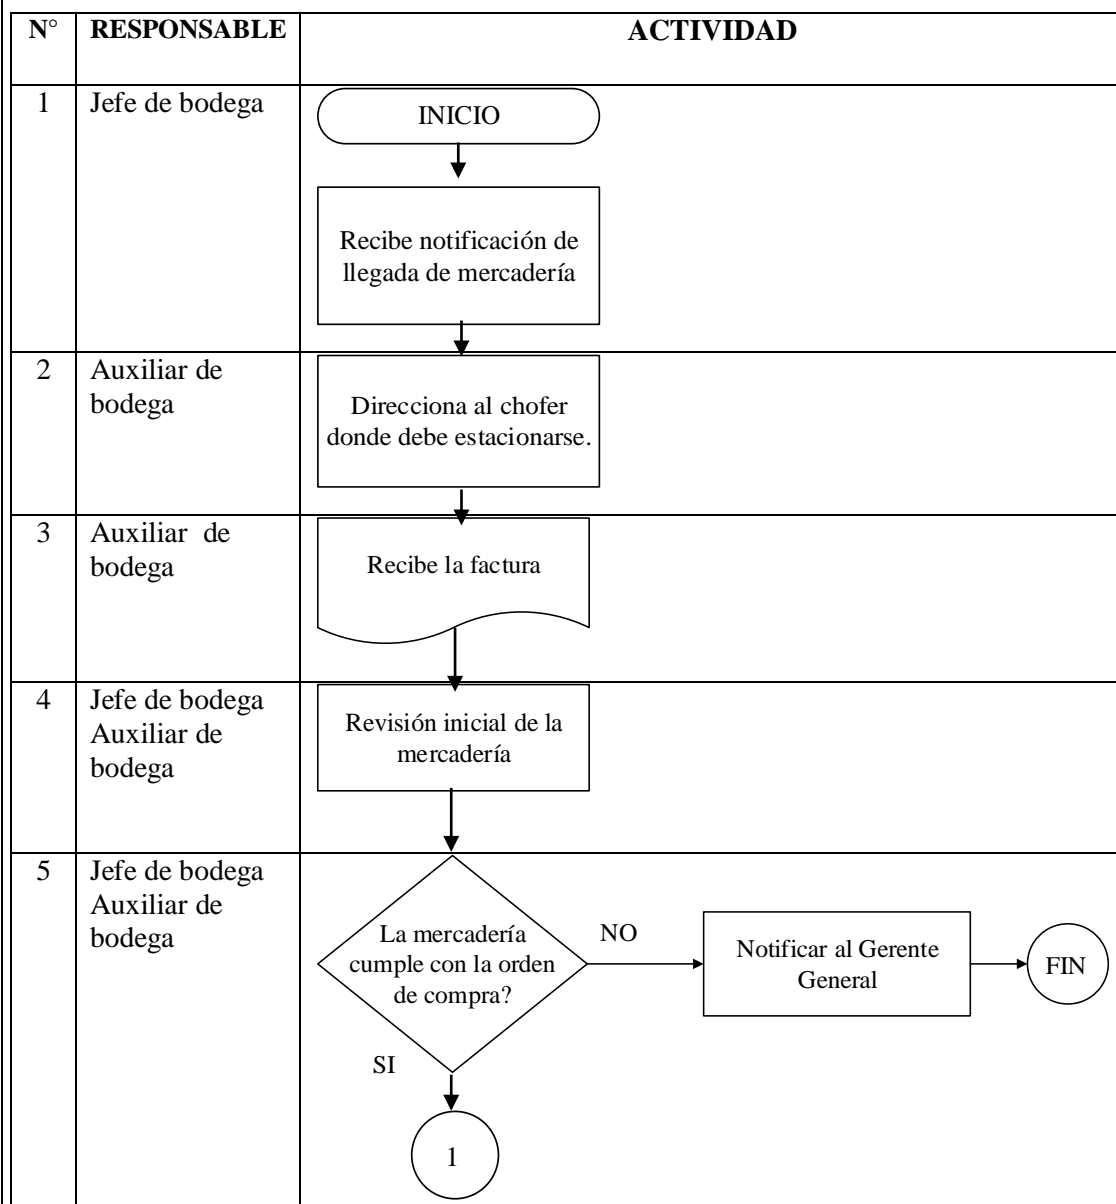 N° RESPONSABLE ACTIVIDAD
1 Jefe de bodega
INICIO
Recibe notificación de
llegada de mercadería
2 Auxiliar de
bodega
Direcciona al chofer
donde debe estacionarse.
3 Auxiliar de
bodega
Recibe la factura
4 Jefe de bodega
Auxiliar de
bodega
Revisión inicial de la
mercadería
5 Jefe de bodega
Auxiliar de
bodega
La mercadería
cumple con la orden
de compra?
NO
Notificar al Gerente
General
FIN
SI
1